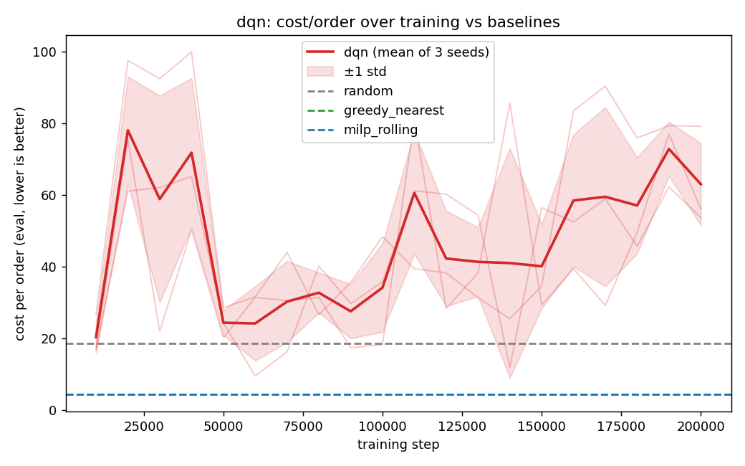 dqn: cost/order over training vs baselines
dqn (mean of 3 seeds)
±1 std
random
greedy_nearest
milp_rolling
cost per order (eval, lower is better)
100
80
60
40
20
0
25000 50000 75000 100000 125000 150000 175000 200000
training step